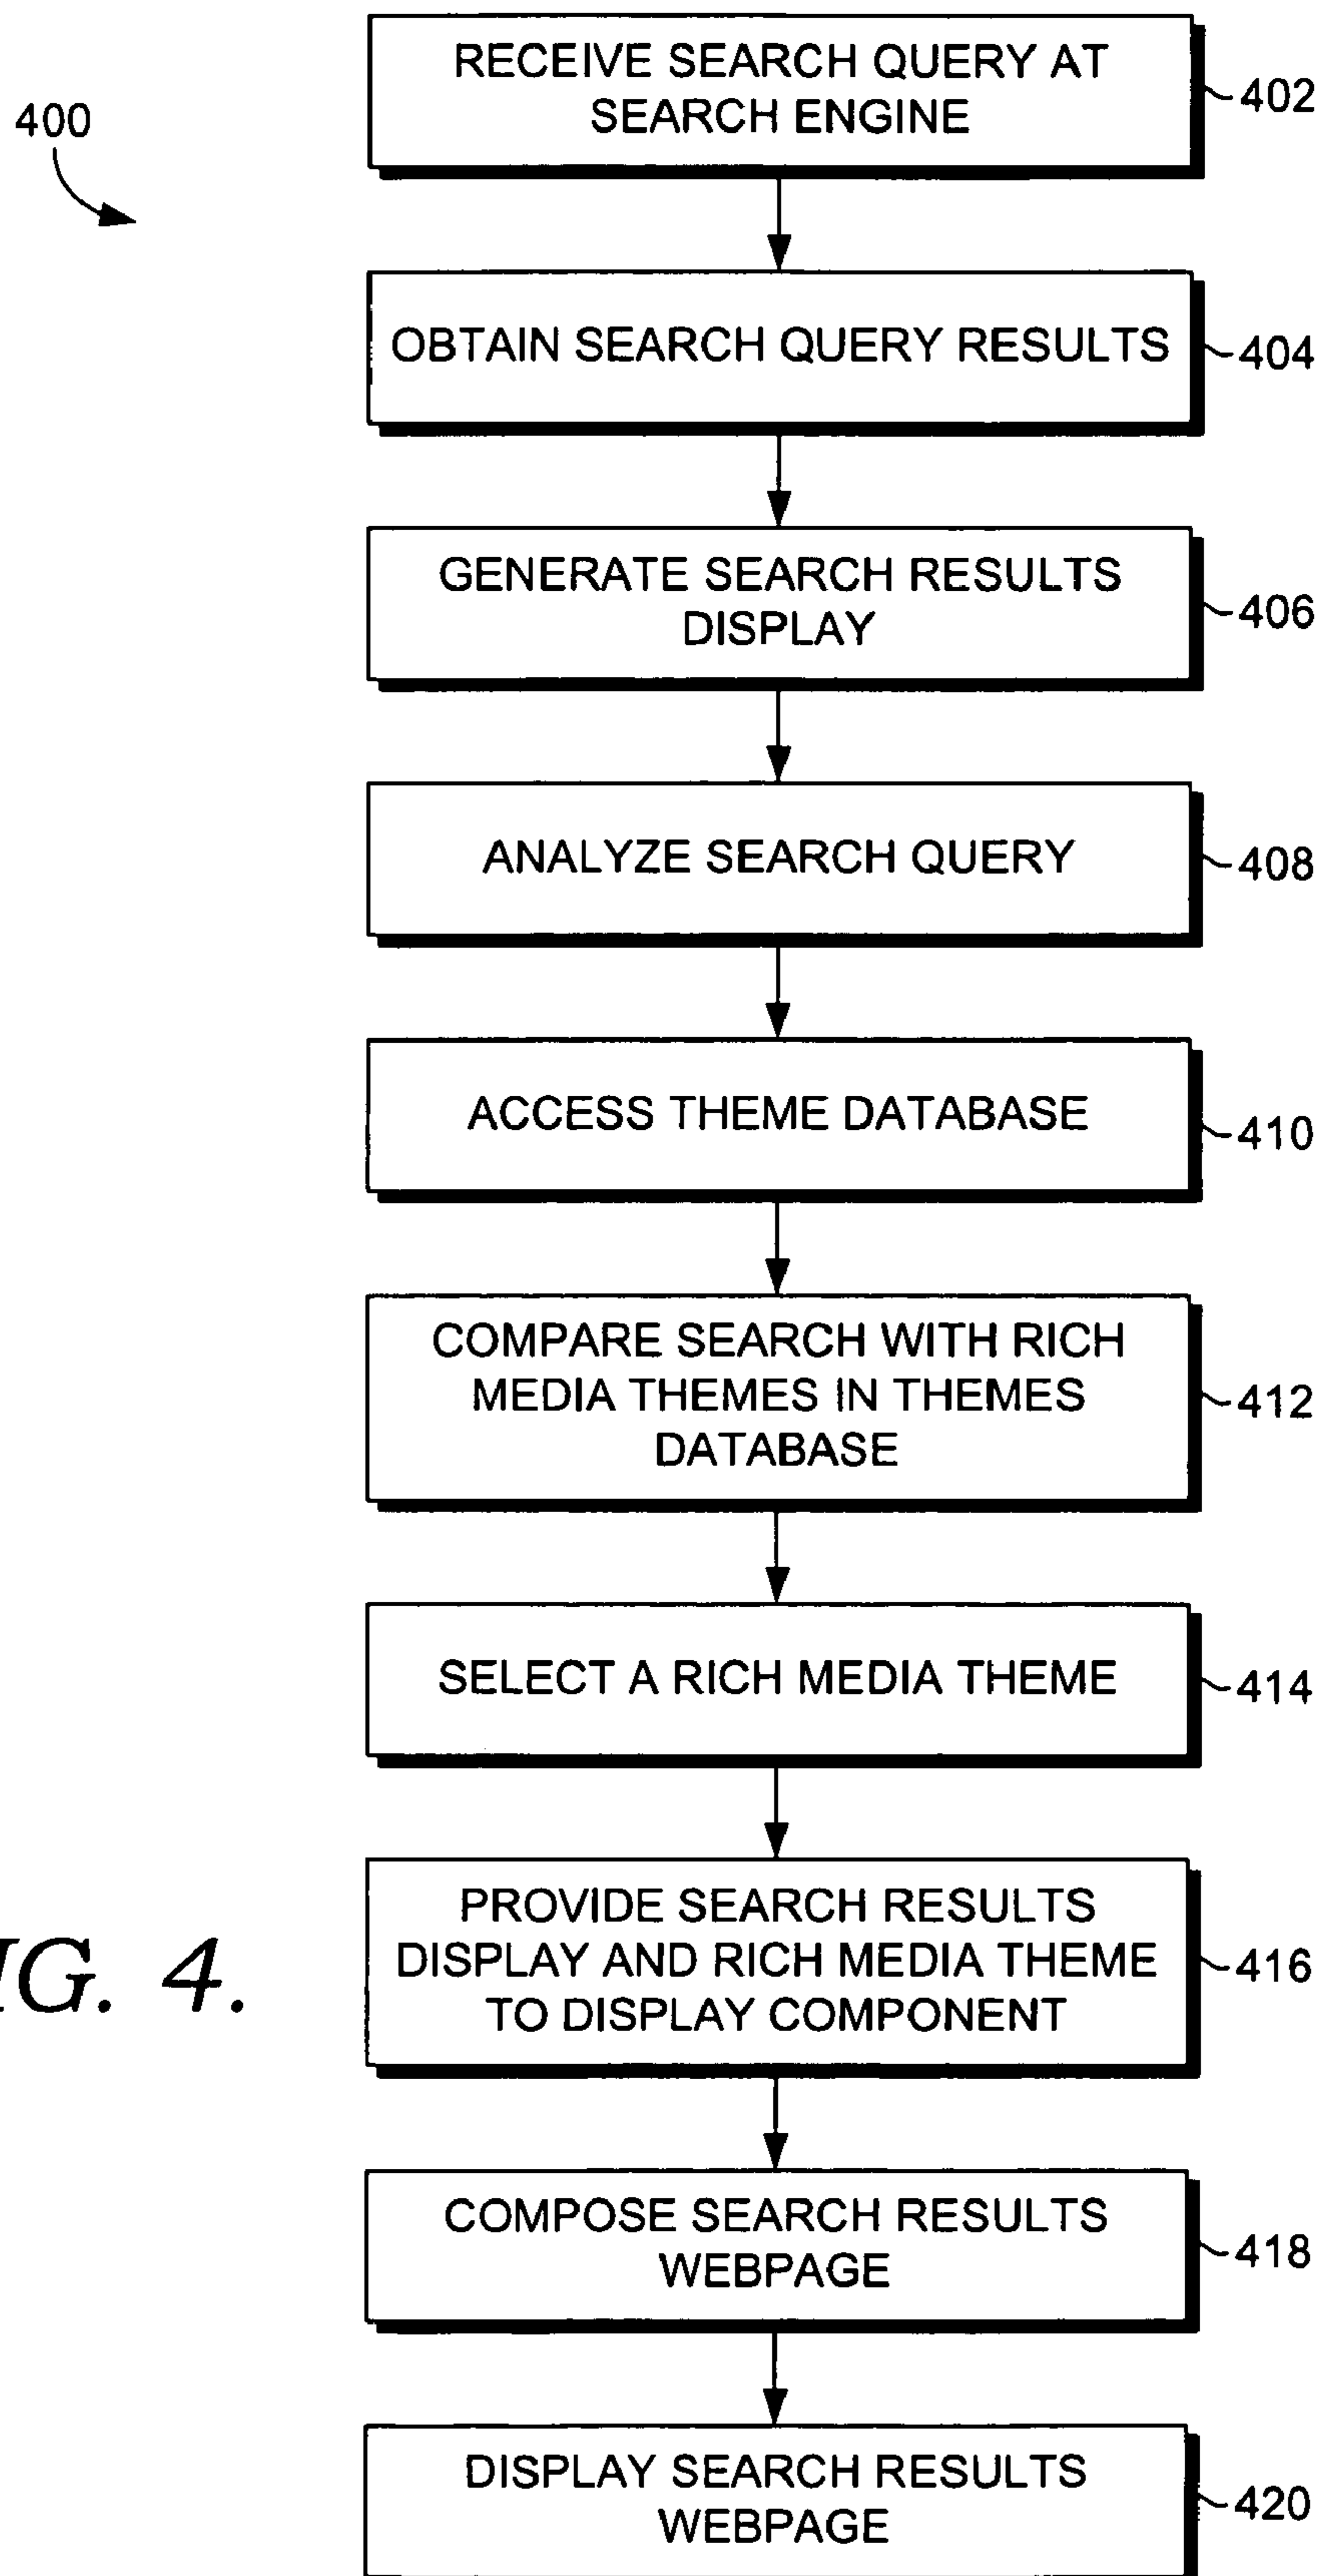 400
RECEIVE SEARCH QUERY AT
SEARCH ENGINE
402
OBTAIN SEARCH QUERY RESULTS
404
GENERATE SEARCH RESULTS
DISPLAY
406
ANALYZE SEARCH QUERY
408
ACCESS THEME DATABASE
410
COMPARE SEARCH WITH RICH
MEDIA THEMES IN THEMES
DATABASE
412
SELECT A RICH MEDIA THEME
414
PROVIDE SEARCH RESULTS
DISPLAY AND RICH MEDIA THEME
TO DISPLAY COMPONENT
416
COMPOSE SEARCH RESULTS
WEBPAGE
418
DISPLAY SEARCH RESULTS
WEBPAGE
420
IG. 4.